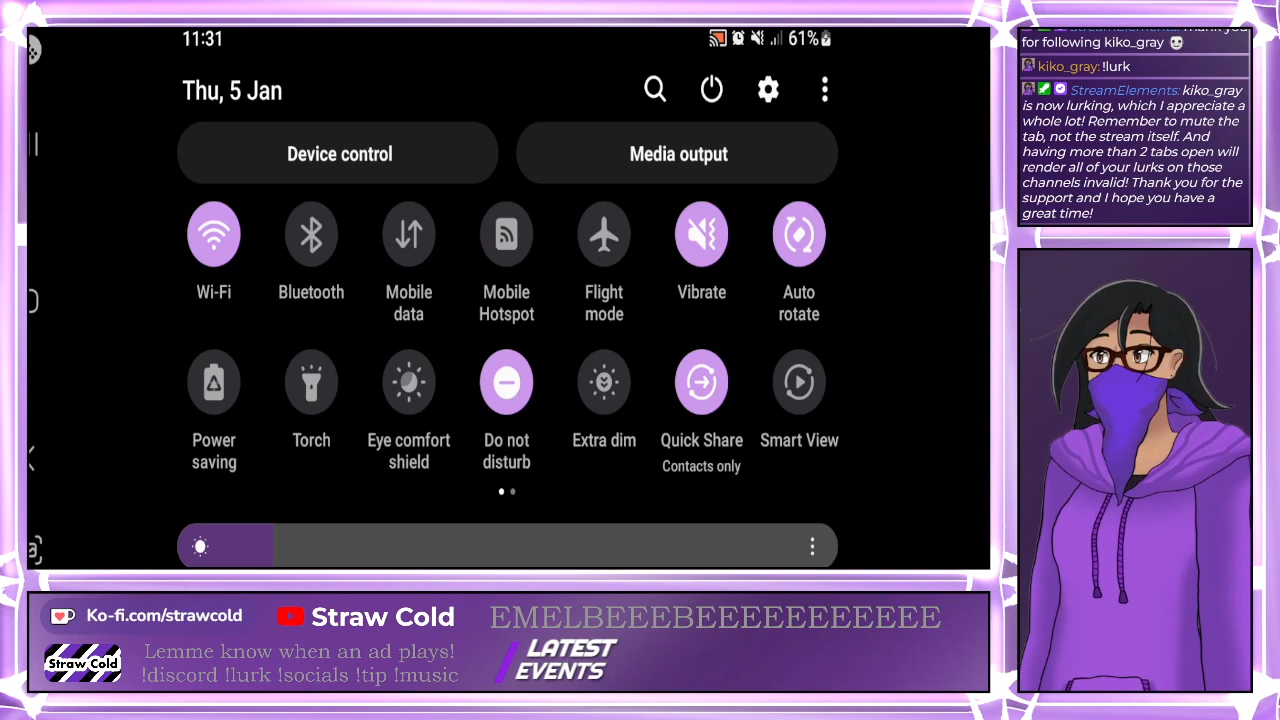 11:31
61%
Thu, 5 Jan
Device control
Media output
Wi-Fi
Bluetooth
Mobile
data
Mobile
Hotspot
Flight
mode
Vibrate
Auto
rotate
Power
saving
Torch
Eye comfort
shield
Do not
disturb
Extra dim
Quick Share
Contacts only
Smart View
StreamElements: Thank you
for following kiko_gray
kiko_gray: !lurk
StreamElements: kiko_gray
is now lurking, which I appreciate a
whole lot! Remember to mute the
tab, not the stream itself. And
having more than 2 tabs open will
render all of your lurks on those
channels invalid! Thank you for the
support and I hope you have a
great time!
Ko-fi.com/strawcold
Straw Cold
EMELBEEEBEEEEEEEEEEE
Straw Cold
Lemme know when an ad plays!
!discord !lurk !socials !tip !music
LATEST
EVENTS